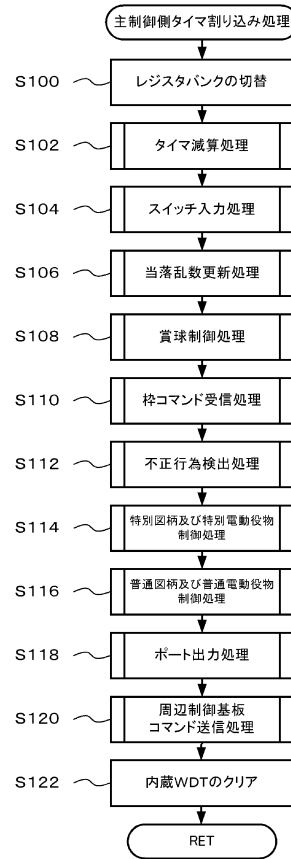 主制御側タイマ割り込み処理
S100
レジスタバンクの切替
S102
タイマ減算処理
S104
スイッチ入力処理
S106
当落乱数更新処理
S108
賞球制御処理
S110
枠コマンド受信処理
S112
不正行為検出処理
S114
特別図柄及び特別電動役物
制御処理
S116
普通図柄及び普通電動役物
制御処理
S118
ポート出力処理
S120
周辺制御基板
コマンド送信処理
S122
内蔵WDTのクリア
RET